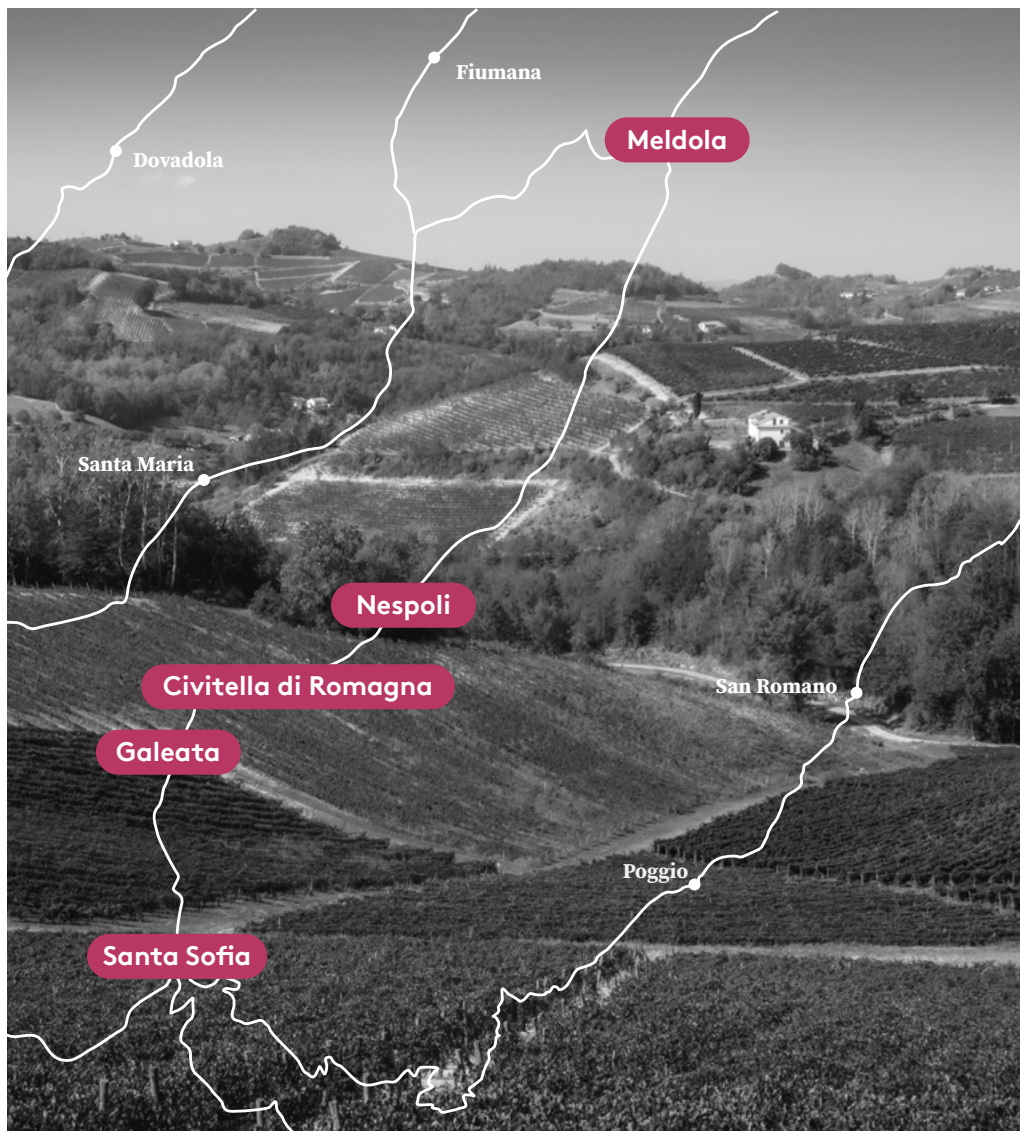 Fiumana
Meldola
Dovadola
Santa Maria
Nespoli
Civitella di Romagna
San Romano
Galeata
Poggio
Santa Sofia